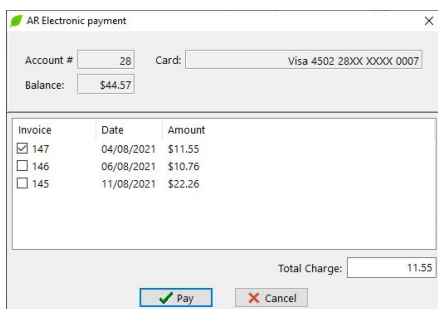 AR Electronic payment
Account # 28 Card: Visa 4502 28XX XXXX 0007
Balance: $44.57
Invoice Date Amount
147 04/08/2021 $11.55
146 06/08/2021 $10.76
145 11/08/2021 $22.26
Total Charge: 11.55
Pay Cancel